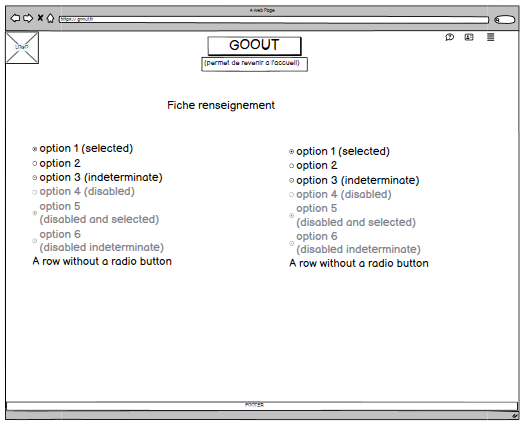 A Web Page
https:// goout.fr
LOGO
GOOUT
(permet de revenir a l'accueil)
Fiche renseignement
option 1 (selected)
option 2
option 3 (indeterminate)
option 4 (disabled)
option 5
(disabled and selected)
option 6
(disabled indeterminate)
A row without a radio button
option 1 (selected)
option 2
option 3 (indeterminate)
option 4 (disabled)
option 5
(disabled and selected)
option 6
(disabled indeterminate)
A row without a radio button
FOOTER